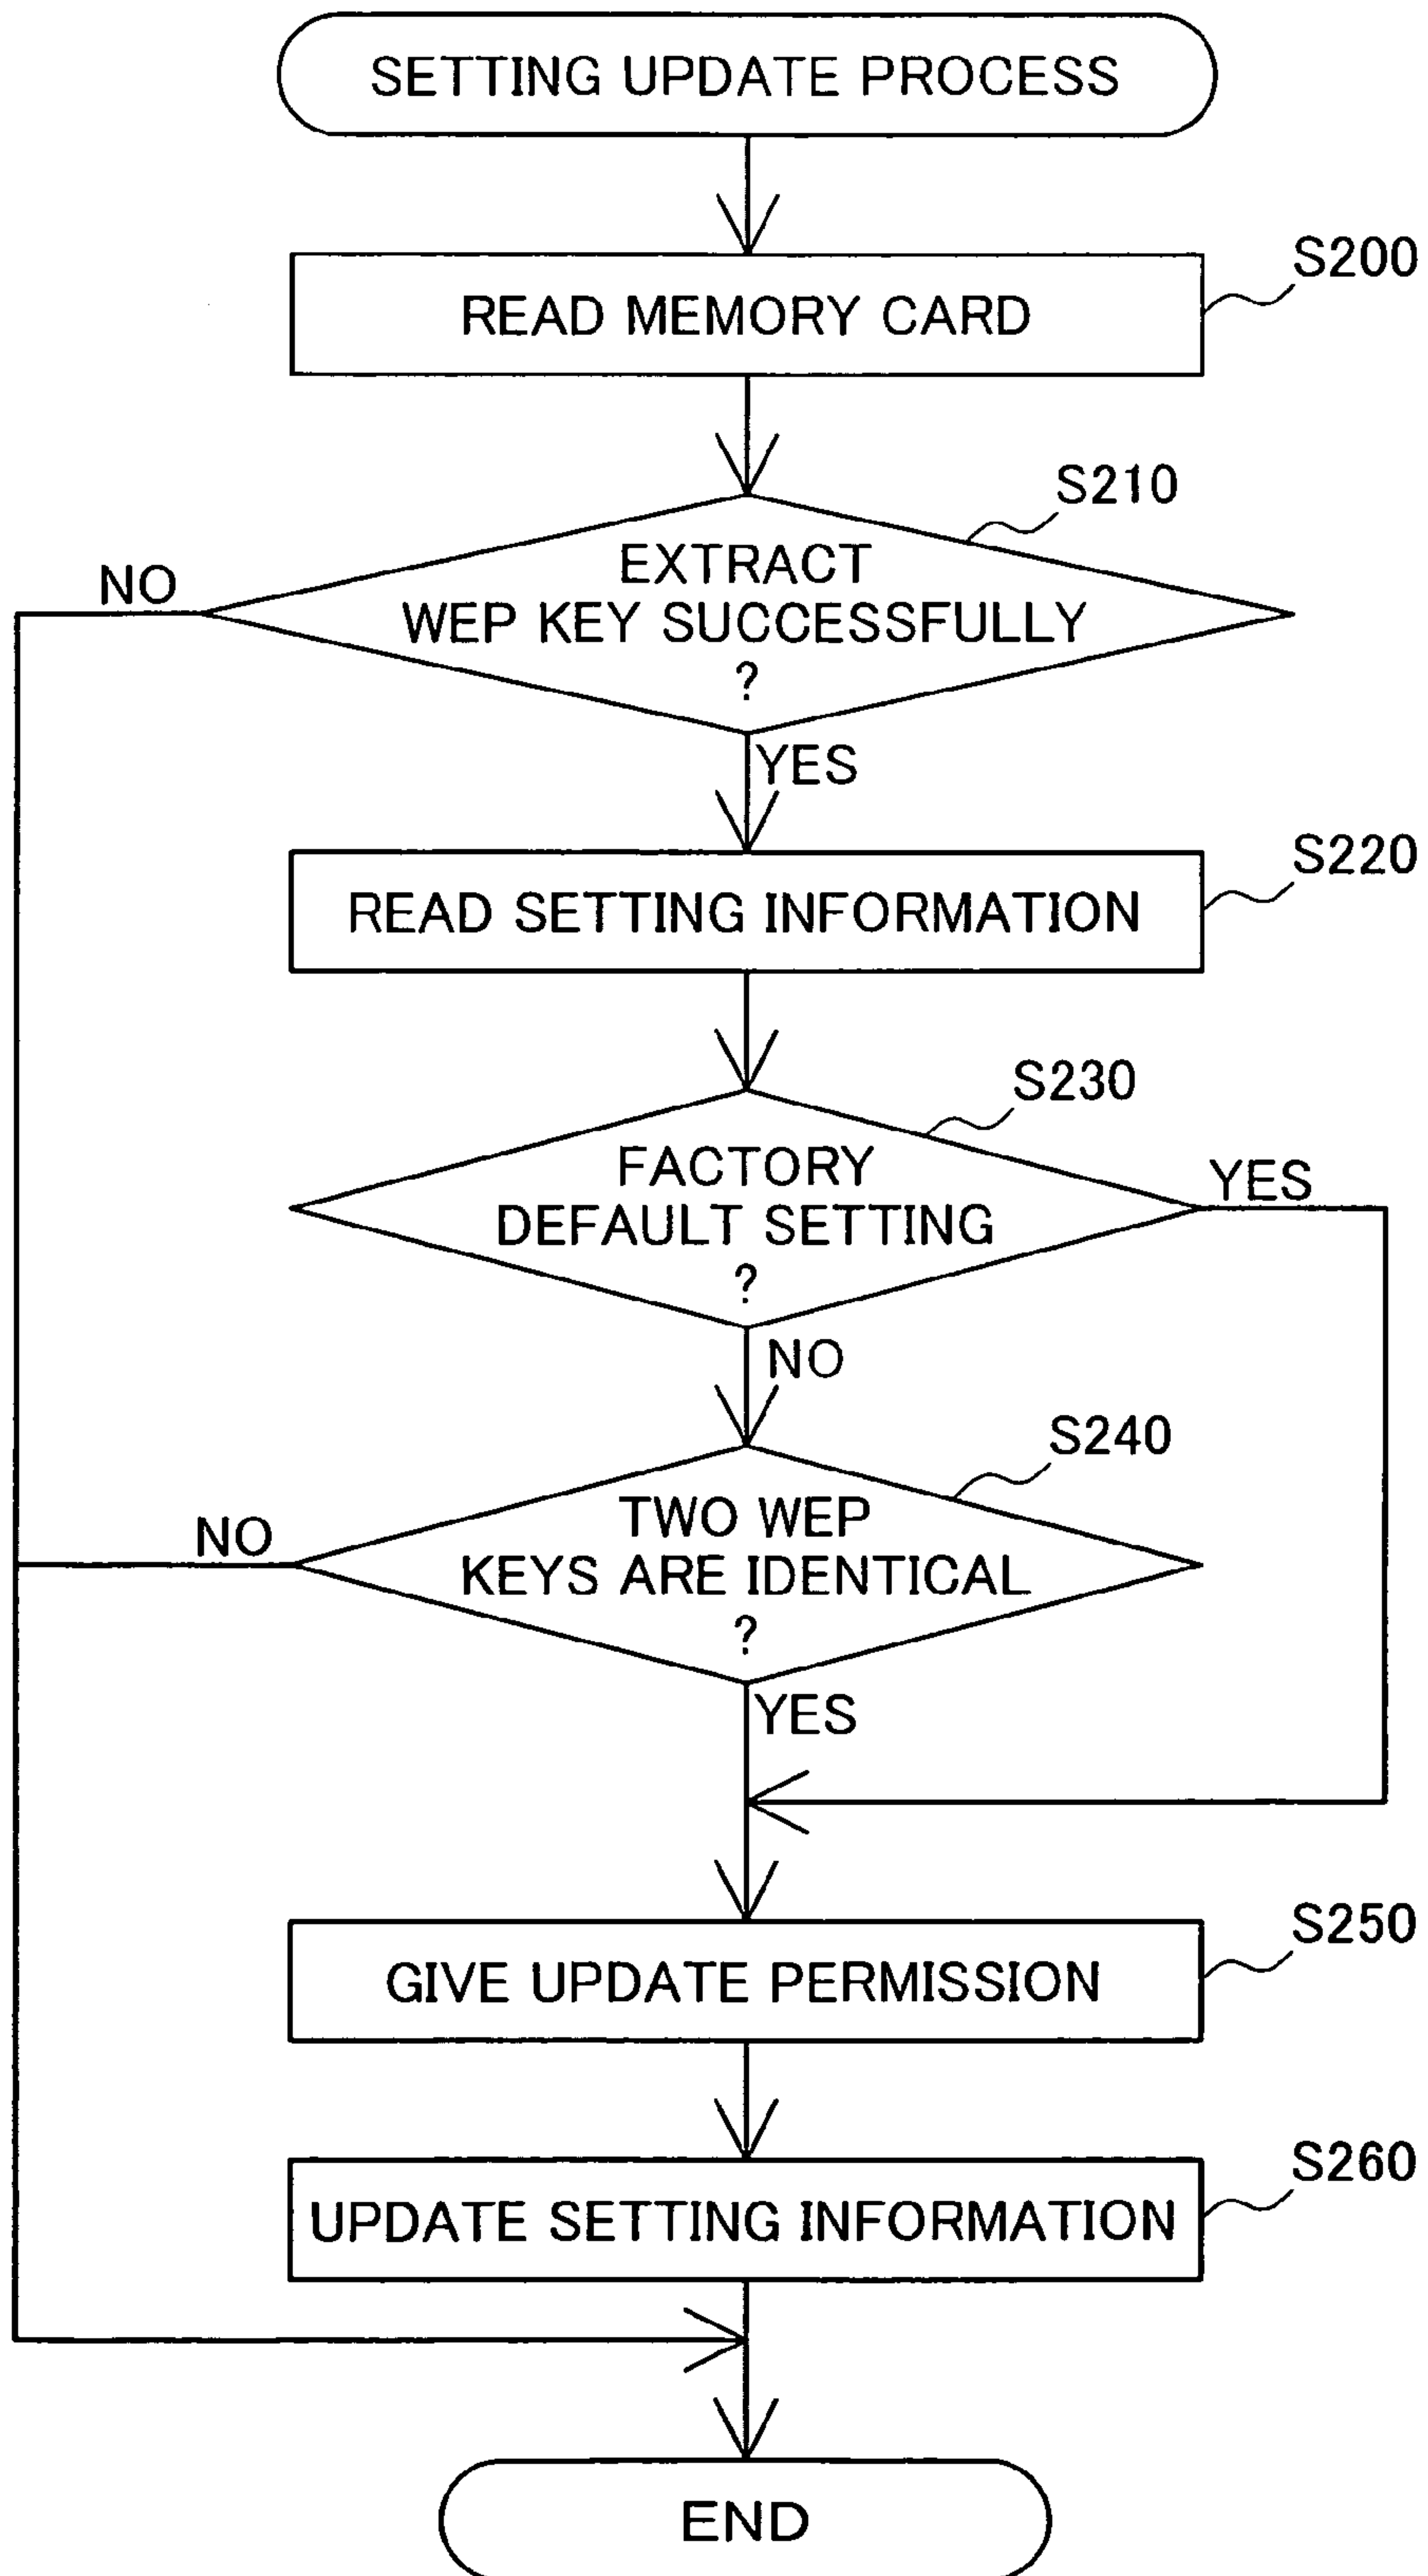 SETTING UPDATE PROCESS
S200
READ MEMORY CARD
S210
EXTRACT
NO
WEP KEY SUCCESSFULLY
?
YES
S220
READ SETTING INFORMATION
S230
FACTORY
YES
DEFAULT SETTING
?
NO
S240
TWO WEP
NO
KEYS ARE IDENTICAL
?
YES
S250
GIVE UPDATE PERMISSION
S260
UPDATE SETTING INFORMATION
END